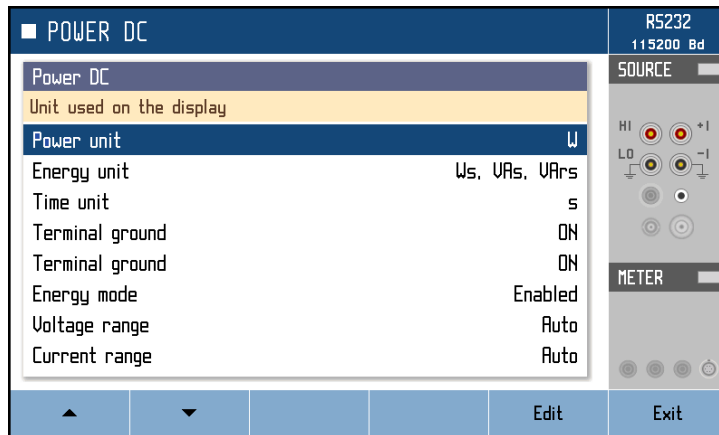 POWER DC
RS232
115200 Bd
Power DC
Unit used on the display
Power unit W
Energy unit Ws, VAs, VArs
Time unit s
Terminal ground ON
Terminal ground ON
Energy mode Enabled
Voltage range Auto
Current range Auto
SOURCE
HI +I
LO -I
METER
Edit Exit